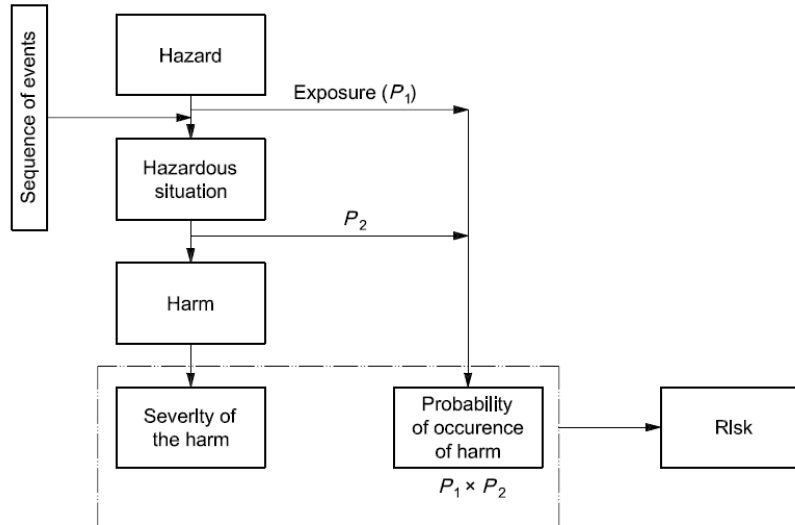 Sequence of events
Hazard
Exposure (P1)
Hazardous
situation
P2
Harm
SeverIty of
the harm
Probability
of occurence
of harm
RIsk
P1 × P2